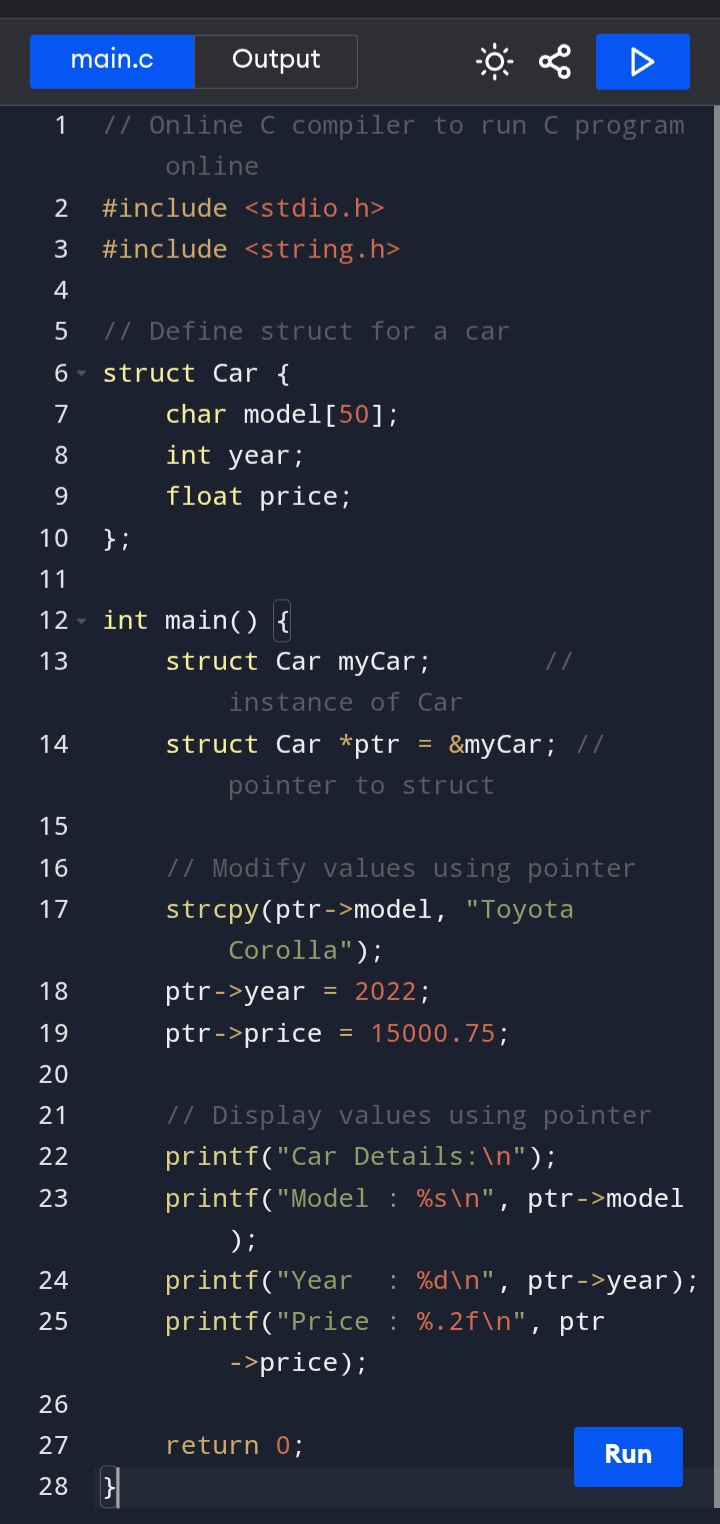 main.c Output
1 // Online C compiler to run C program
online
2 #include <stdio.h>
3 #include <string.h>
4
5 // Define struct for a car
6 struct Car {
7 char model[50];
8 int year;
9 float price;
10 };
11
12 int main() {
13 struct Car myCar; //
instance of Car
14 struct Car *ptr = &myCar; //
pointer to struct
15
16 // Modify values using pointer
17 strcpy(ptr->model, "Toyota
Corolla");
18 ptr->year = 2022;
19 ptr->price = 15000.75;
20
21 // Display values using pointer
22 printf("Car Details:\n");
23 printf("Model : %s\n", ptr->model
);
24 printf("Year  : %d\n", ptr->year);
25 printf("Price : %.2f\n", ptr
->price);
26
27 return 0;
Run
28 }